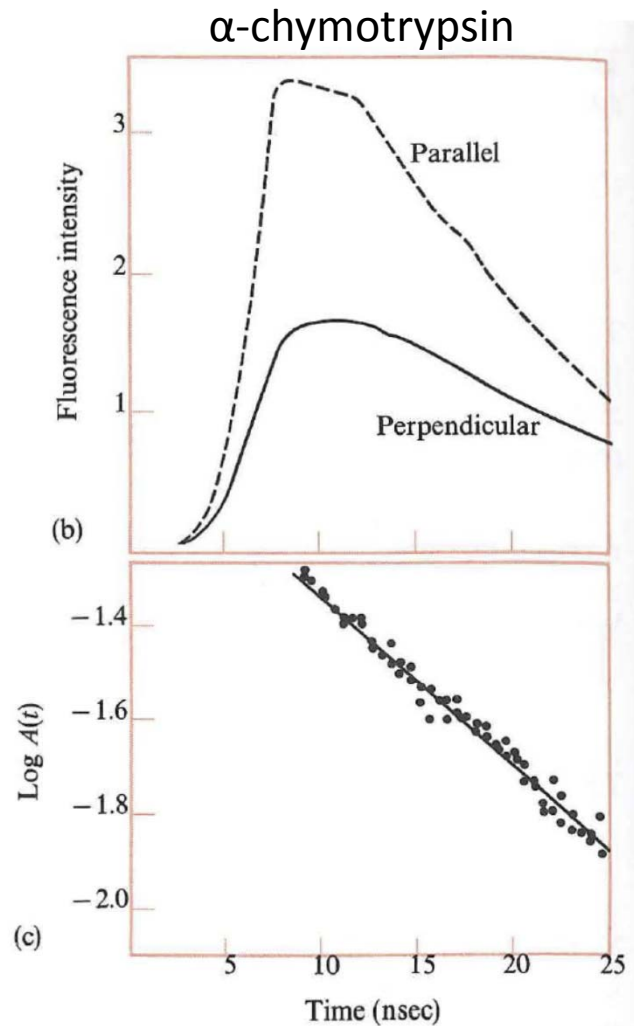 α-chymotrypsin
3
2
1
Fluorescence intensity
Parallel
Perpendicular
(b)
−1.4
−1.6
−1.8
−2.0
Log A(t)
(c)
5
10
15
20
25
Time (nsec)